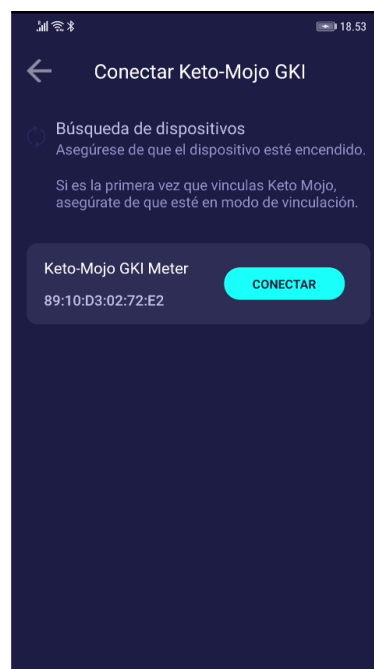 18.53
Conectar Keto-Mojo GKI
Búsqueda de dispositivos
Asegúrese de que el dispositivo esté encendido.
Si es la primera vez que vinculas Keto Mojo,
asegúrate de que esté en modo de vinculación.
Keto-Mojo GKI Meter
CONECTAR
89:10:D3:02:72:E2